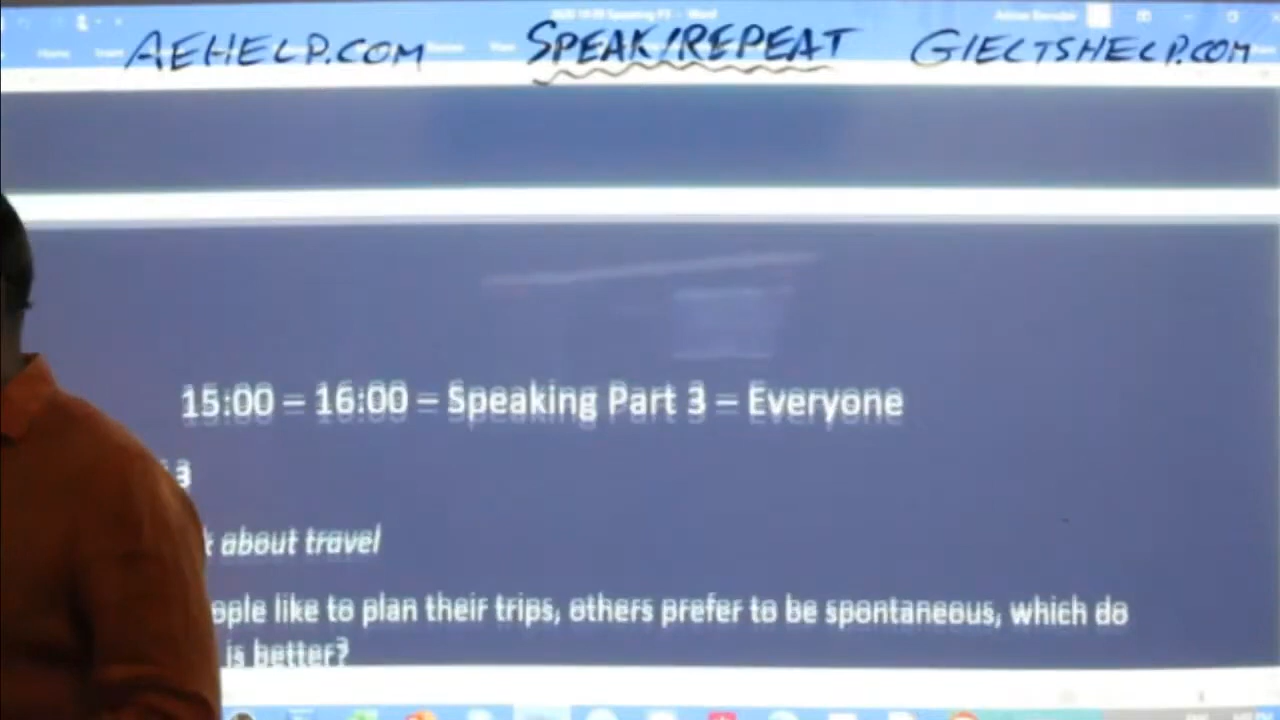 AEHELP.COM SPEAK/REPEAT GIELTSHELP.COM
15:00 – 16:00 – Speaking Part 3 – Everyone
3
about travel
like to plan their trips, others prefer to be spontaneous, which do
is better?